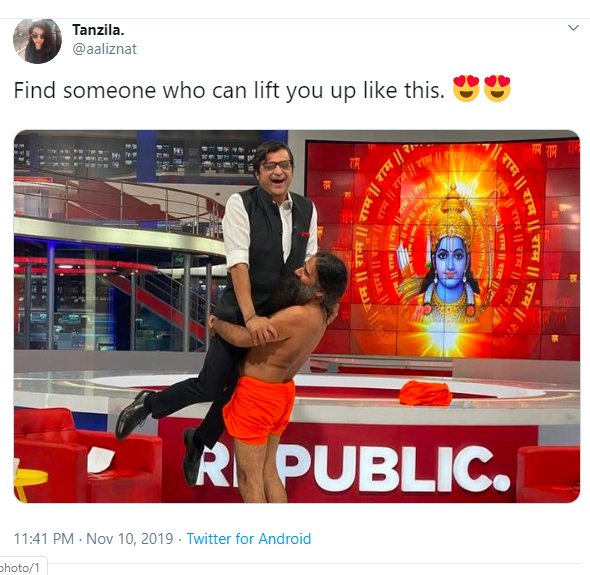 Tanzila.
@aaliznat
Find someone who can lift you up like this. 😍😍
राम || राम || राम
REPUBLIC.
11:41 PM · Nov 10, 2019 · Twitter for Android
photo/1